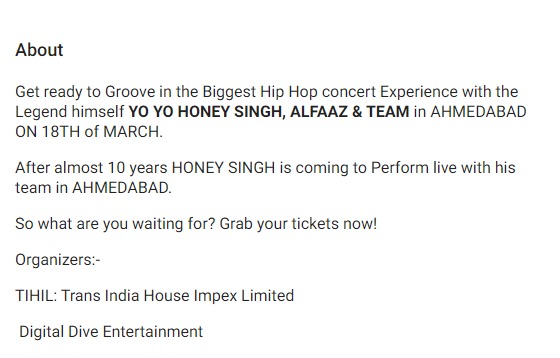 About
Get ready to Groove in the Biggest Hip Hop concert Experience with the
Legend himself YO YO HONEY SINGH, ALFAAZ & TEAM in AHMEDABAD
ON 18TH of MARCH.
After almost 10 years HONEY SINGH is coming to Perform live with his
team in AHMEDABAD.
So what are you waiting for? Grab your tickets now!
Organizers:-
TIHIL: Trans India House Impex Limited
Digital Dive Entertainment